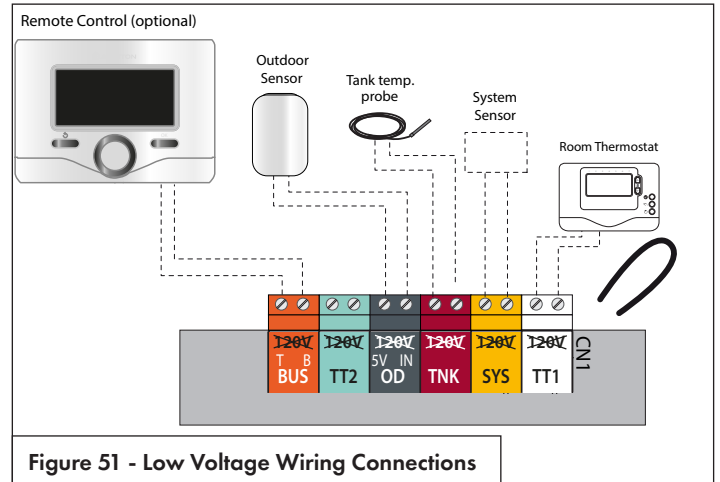 Remote Control (optional)
Outdoor
Sensor
Tank temp.
probe
System
Sensor
Room Thermostat
120V 120V 120V 120V 120V 120V
T B 5V IN
BUS TT2 OD TNK SYS TT1
CN1
Figure 51 - Low Voltage Wiring Connections